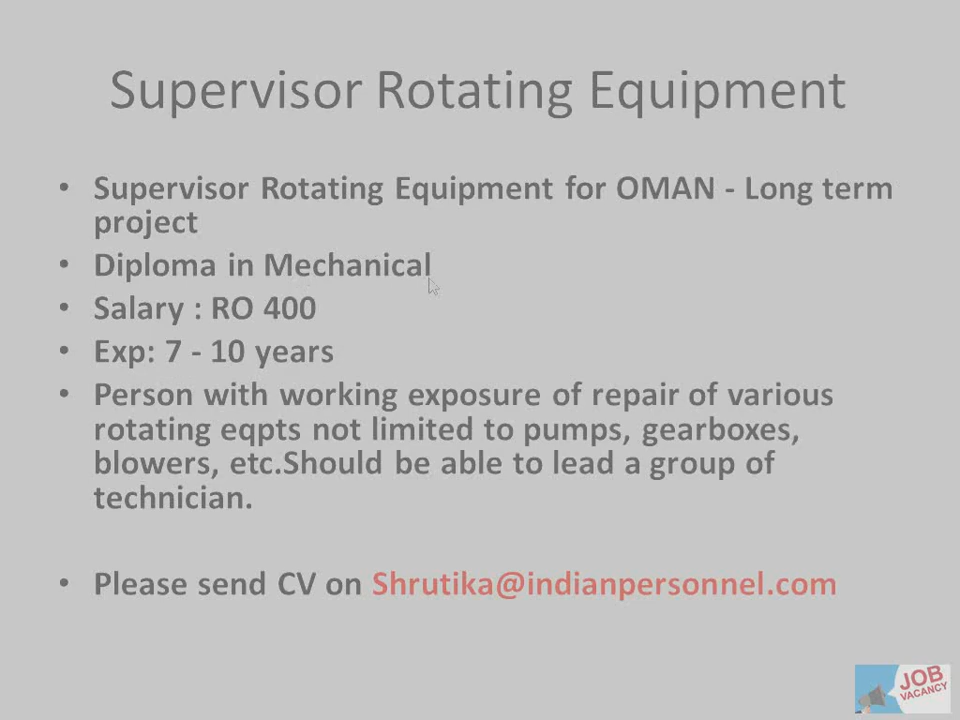 Supervisor Rotating Equipment
• Supervisor Rotating Equipment for OMAN - Long term
project
• Diploma in Mechanical
• Salary : RO 400
• Exp: 7 - 10 years
• Person with working exposure of repair of various
rotating eqpts not limited to pumps, gearboxes,
blowers, etc.Should be able to lead a group of
technician.
• Please send CV on Shrutika@indianpersonnel.com
JOB
VACANCY